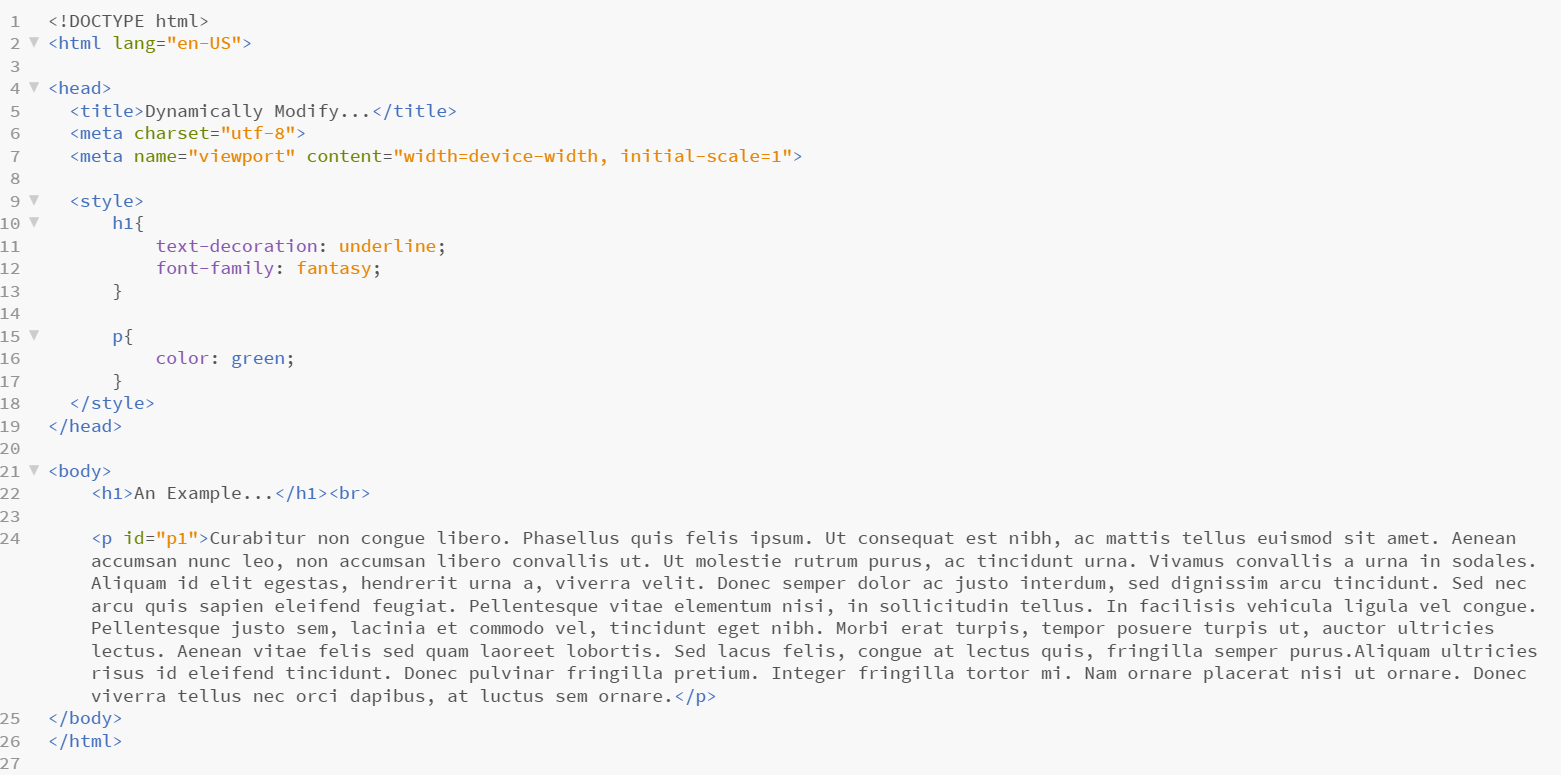 1 <!DOCTYPE html>
2 <html lang="en-US">
3
4 <head>
5 <title>Dynamically Modify...</title>
6 <meta charset="utf-8">
7 <meta name="viewport" content="width=device-width, initial-scale=1">
8
9 <style>
10 h1{
11 text-decoration: underline;
12 font-family: fantasy;
13 }
14
15 p{
16 color: green;
17 }
18 </style>
19 </head>
20
21 <body>
22 <h1>An Example...</h1><br>
23
24 <p id="p1">Curabitur non congue libero. Phasellus quis felis ipsum. Ut consequat est nibh, ac mattis tellus euismod sit amet. Aenean
accumsan nunc leo, non accumsan libero convallis ut. Ut molestie rutrum purus, ac tincidunt urna. Vivamus convallis a urna in sodales.
Aliquam id elit egestas, hendrerit urna a, viverra velit. Donec semper dolor ac justo interdum, sed dignissim arcu tincidunt. Sed nec
arcu quis sapien eleifend feugiat. Pellentesque vitae elementum nisi, in sollicitudin tellus. In facilisis vehicula ligula vel congue.
Pellentesque justo sem, lacinia et commodo vel, tincidunt eget nibh. Morbi erat turpis, tempor posuere turpis ut, auctor ultricies
lectus. Aenean vitae felis sed quam laoreet lobortis. Sed lacus felis, congue at lectus quis, fringilla semper purus.Aliquam ultricies
risus id eleifend tincidunt. Donec pulvinar fringilla pretium. Integer fringilla tortor mi. Nam ornare placerat nisi ut ornare. Donec
viverra tellus nec orci dapibus, at luctus sem ornare.</p>
25 </body>
26 </html>
27